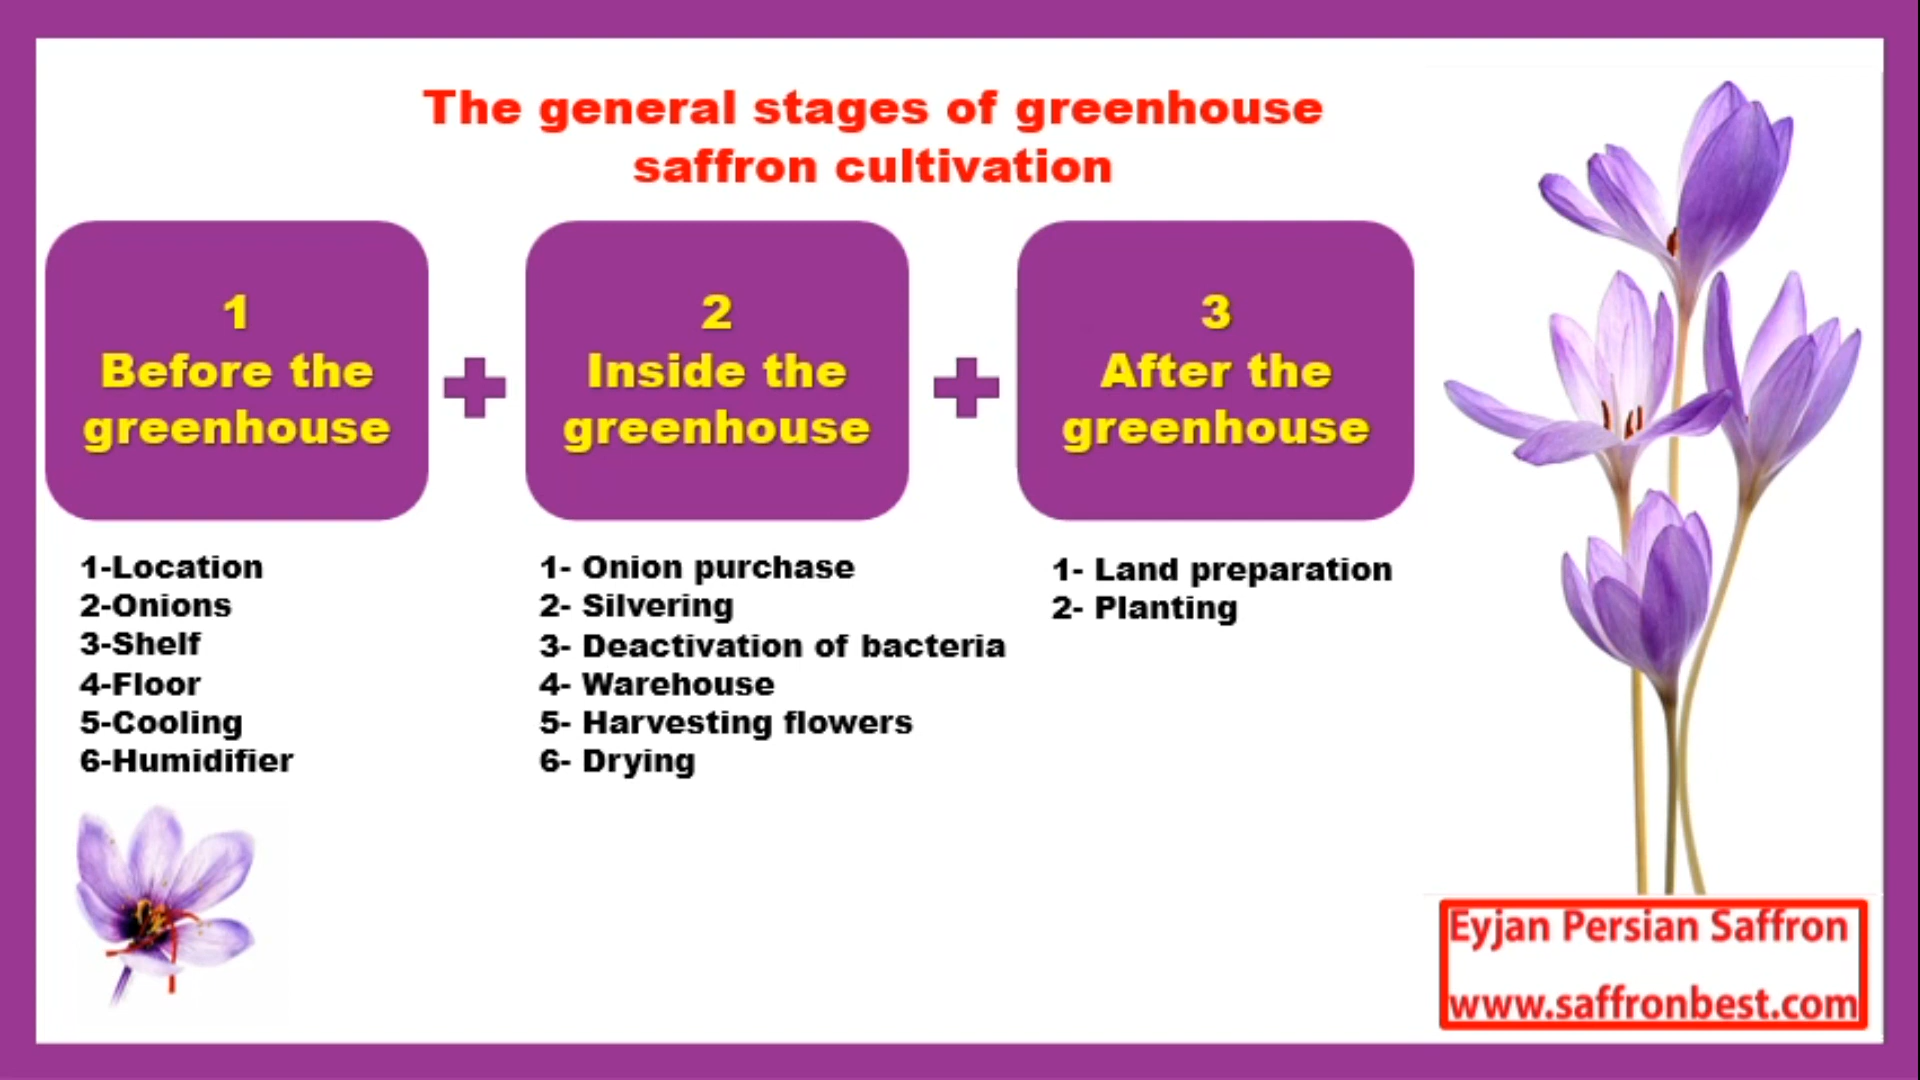 The general stages of greenhouse
saffron cultivation
1
Before the
greenhouse
2
Inside the
greenhouse
3
After the
greenhouse
1-Location
2-Onions
3-Shelf
4-Floor
5-Cooling
6-Humidifier
1- Onion purchase
2- Silvering
3- Deactivation of bacteria
4- Warehouse
5- Harvesting flowers
6- Drying
1- Land preparation
2- Planting
Eyjan Persian Saffron
www.saffronbest.com